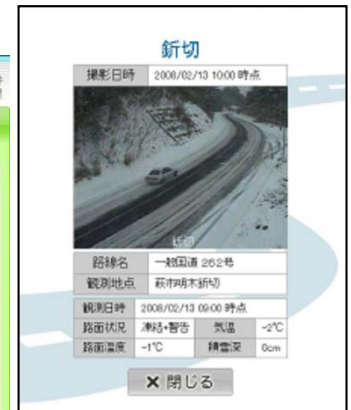 釿切
撮影日時 2008/02/13 10:00 時点
釿切
路線名 一般国道 262号
観測地点 萩市明木釿切
観測日時 2008/02/13 09:00 時点
路面状況 凍結+警告 気温 -2℃
路面温度 -1℃ 積雪深 0cm
× 閉じる